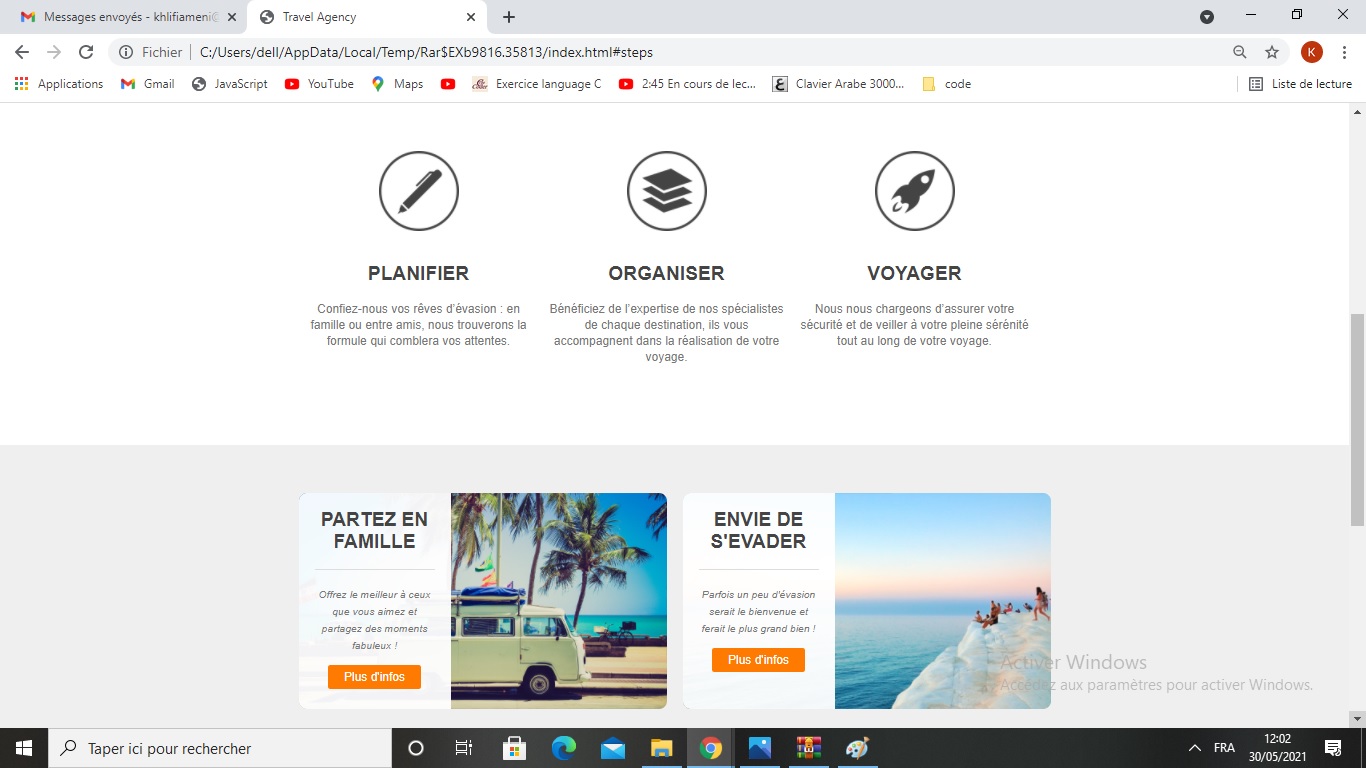 Messages envoyés - khlifiameni@
Travel Agency
Fichier
C:/Users/dell/AppData/Local/Temp/Rar$EXb9816.35813/index.html#steps
K
Applications
Gmail
JavaScript
YouTube
Maps
Exercice language C
2:45 En cours de lec...
Clavier Arabe 3000...
code
Liste de lecture
PLANIFIER
Confiez-nous vos rêves d'évasion : en
famille ou entre amis, nous trouverons la
formule qui comblera vos attentes.
ORGANISER
Bénéficiez de l'expertise de nos spécialistes
de chaque destination, ils vous
accompagnent dans la réalisation de votre
voyage.
VOYAGER
Nous nous chargeons d'assurer votre
sécurité et de veiller à votre pleine sérénité
tout au long de votre voyage.
PARTEZ EN
FAMILLE
Offrez le meilleur à ceux
que vous aimez et
partagez des moments
fabuleux !
Plus d'infos
ENVIE DE
S'EVADER
Parfois un peu d'évasion
serait le bienvenue et
ferait le plus grand bien !
Plus d'infos
Activer Windows
Accédez aux paramètres pour activer Windows.
Taper ici pour rechercher
FRA
12:02
30/05/2021